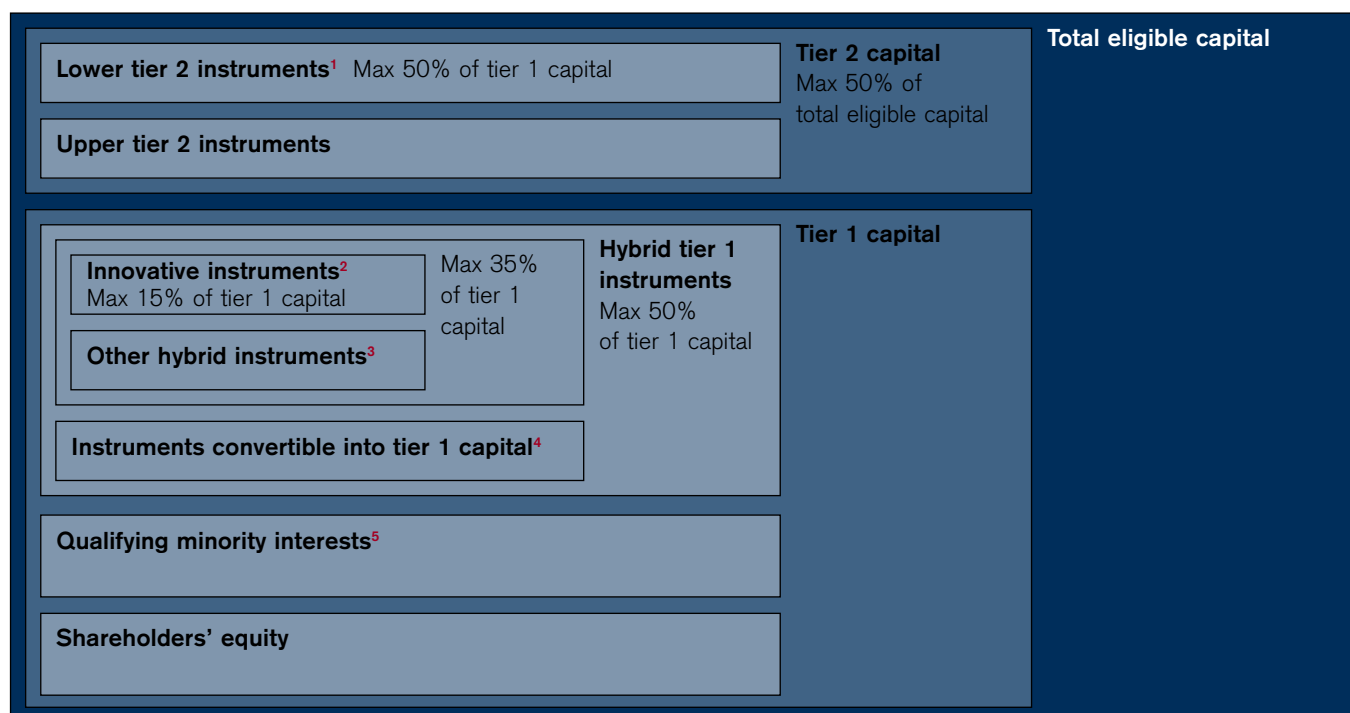 Total eligible capital
Tier 2 capital
Max 50% of
total eligible capital
Lower tier 2 instruments¹ Max 50% of tier 1 capital
Upper tier 2 instruments
Tier 1 capital
Hybrid tier 1
instruments
Max 50%
of tier 1 capital
Max 35%
of tier 1
capital
Innovative instruments²
Max 15% of tier 1 capital
Other hybrid instruments³
Instruments convertible into tier 1 capital⁴
Qualifying minority interests⁵
Shareholders’ equity